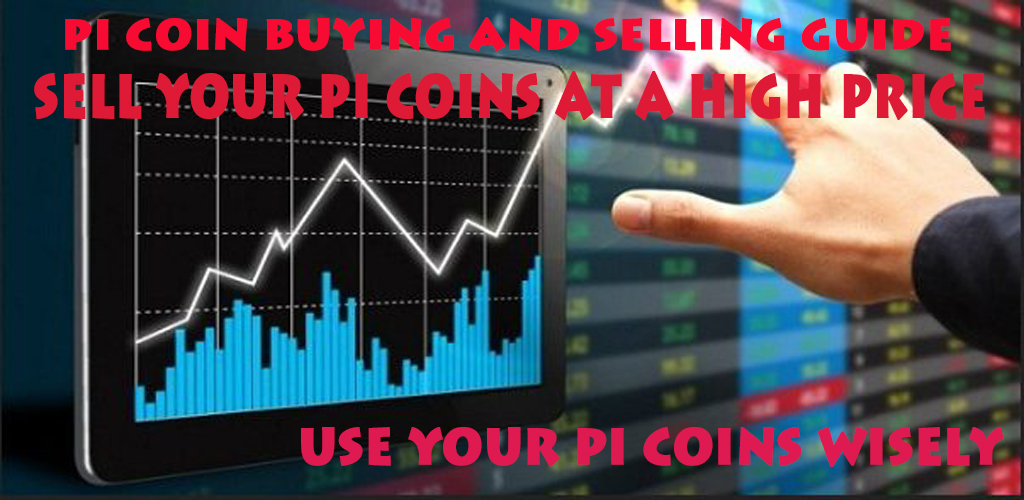 PI COIN BUYING AND SELLING GUIDE
SELL YOUR PI COINS AT A HIGH PRICE
USE YOUR PI COINS WISELY